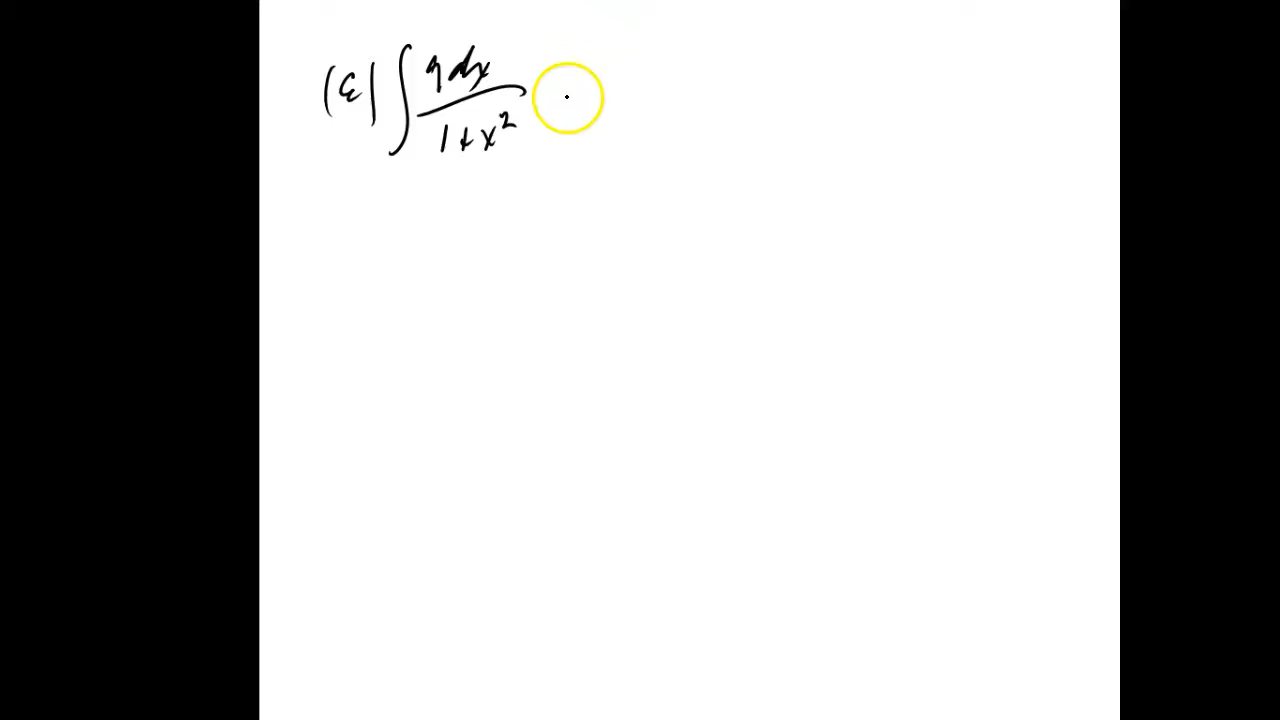 (ε) ∫ 9dx / 1+x²